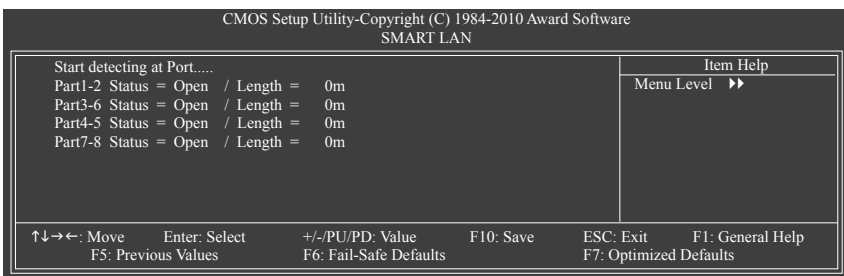 CMOS Setup Utility-Copyright (C) 1984-2010 Award Software
SMART LAN
Start detecting at Port.....
Part1-2 Status = Open / Length = 0m
Part3-6 Status = Open / Length = 0m
Part4-5 Status = Open / Length = 0m
Part7-8 Status = Open / Length = 0m
Item Help
Menu Level ▶▶
↑↓→←: Move Enter: Select +/-/PU/PD: Value F10: Save ESC: Exit F1: General Help
F5: Previous Values F6: Fail-Safe Defaults F7: Optimized Defaults